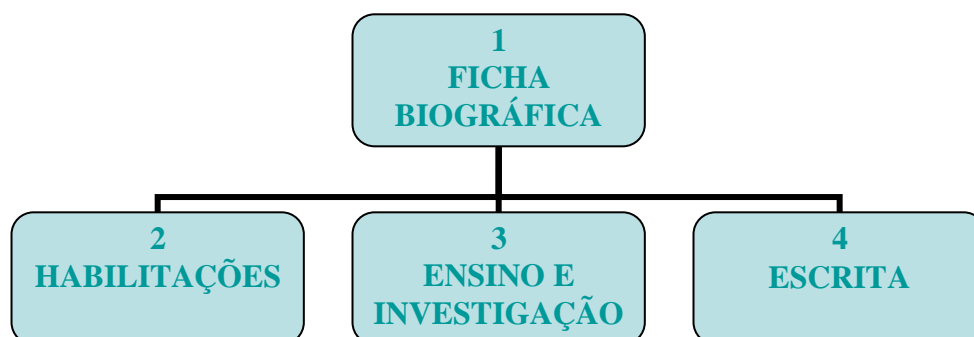 1
FICHA
BIOGRÁFICA
2
HABILITAÇÕES
3
ENSINO E
INVESTIGAÇÃO
4
ESCRITA